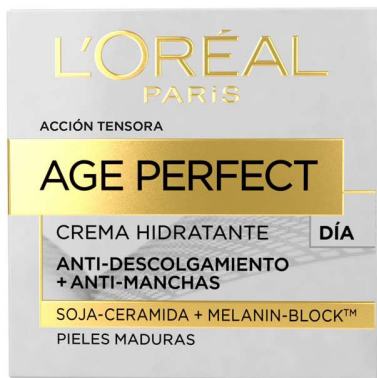 L'ORÉAL
PARiS
ACCIÓN TENSORA
AGE PERFECT
CREMA HIDRATANTE DÍA
ANTI-DESCOLGAMIENTO
+ANTI-MANCHAS
SOJA-CERAMIDA + MELANIN-BLOCK™
PIELES MADURAS